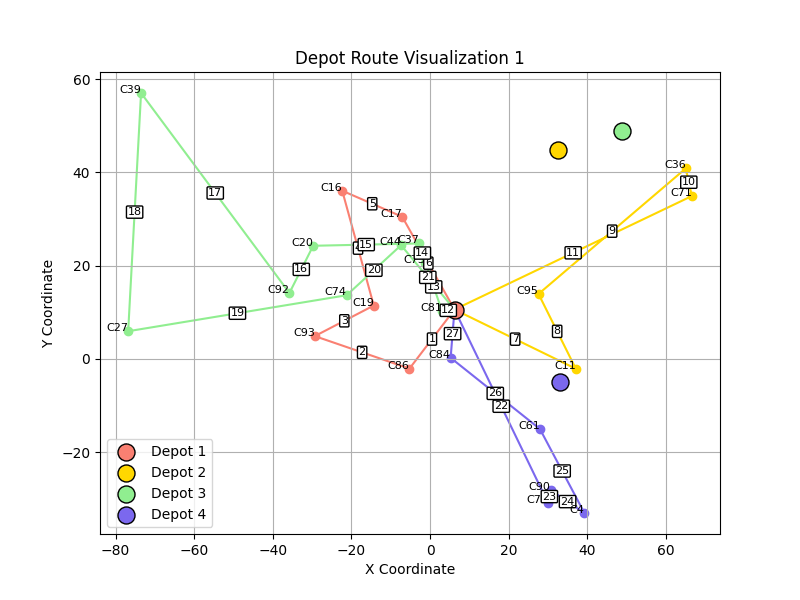 Depot Route Visualization 1
60
40
20
0
−20
−80
−60
−40
−20
0
20
40
60
X Coordinate
Y Coordinate
C39
C16
C17
C20
C44
C37
C92
C74
C19
C27
C93
C86
C81
C84
C36
C71
C95
C11
C61
C90
C7
C4
1
2
3
5
6
7
8
9
10
11
12
13
14
15
16
17
18
19
20
21
22
23
24
25
26
27
Depot 1
Depot 2
Depot 3
Depot 4